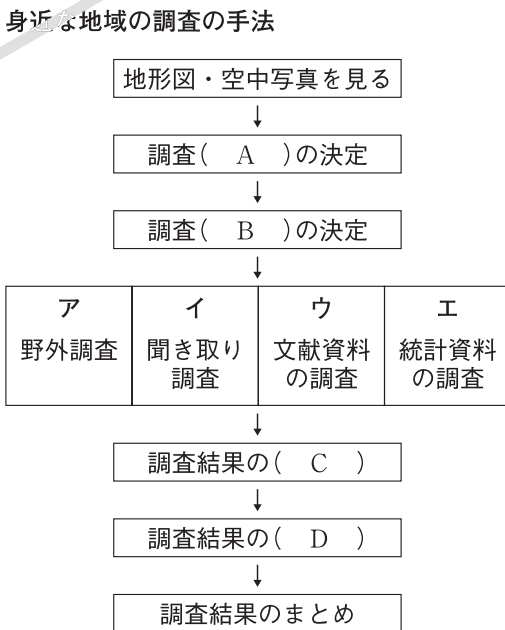 身近な地域の調査の手法
地形図・空中写真を見る
↓
調査( A )の決定
↓
調査( B )の決定
↓
ア イ ウ エ
野外調査 聞き取り調査 文献資料の調査 統計資料の調査
↓
調査結果の( C )
↓
調査結果の( D )
↓
調査結果のまとめ